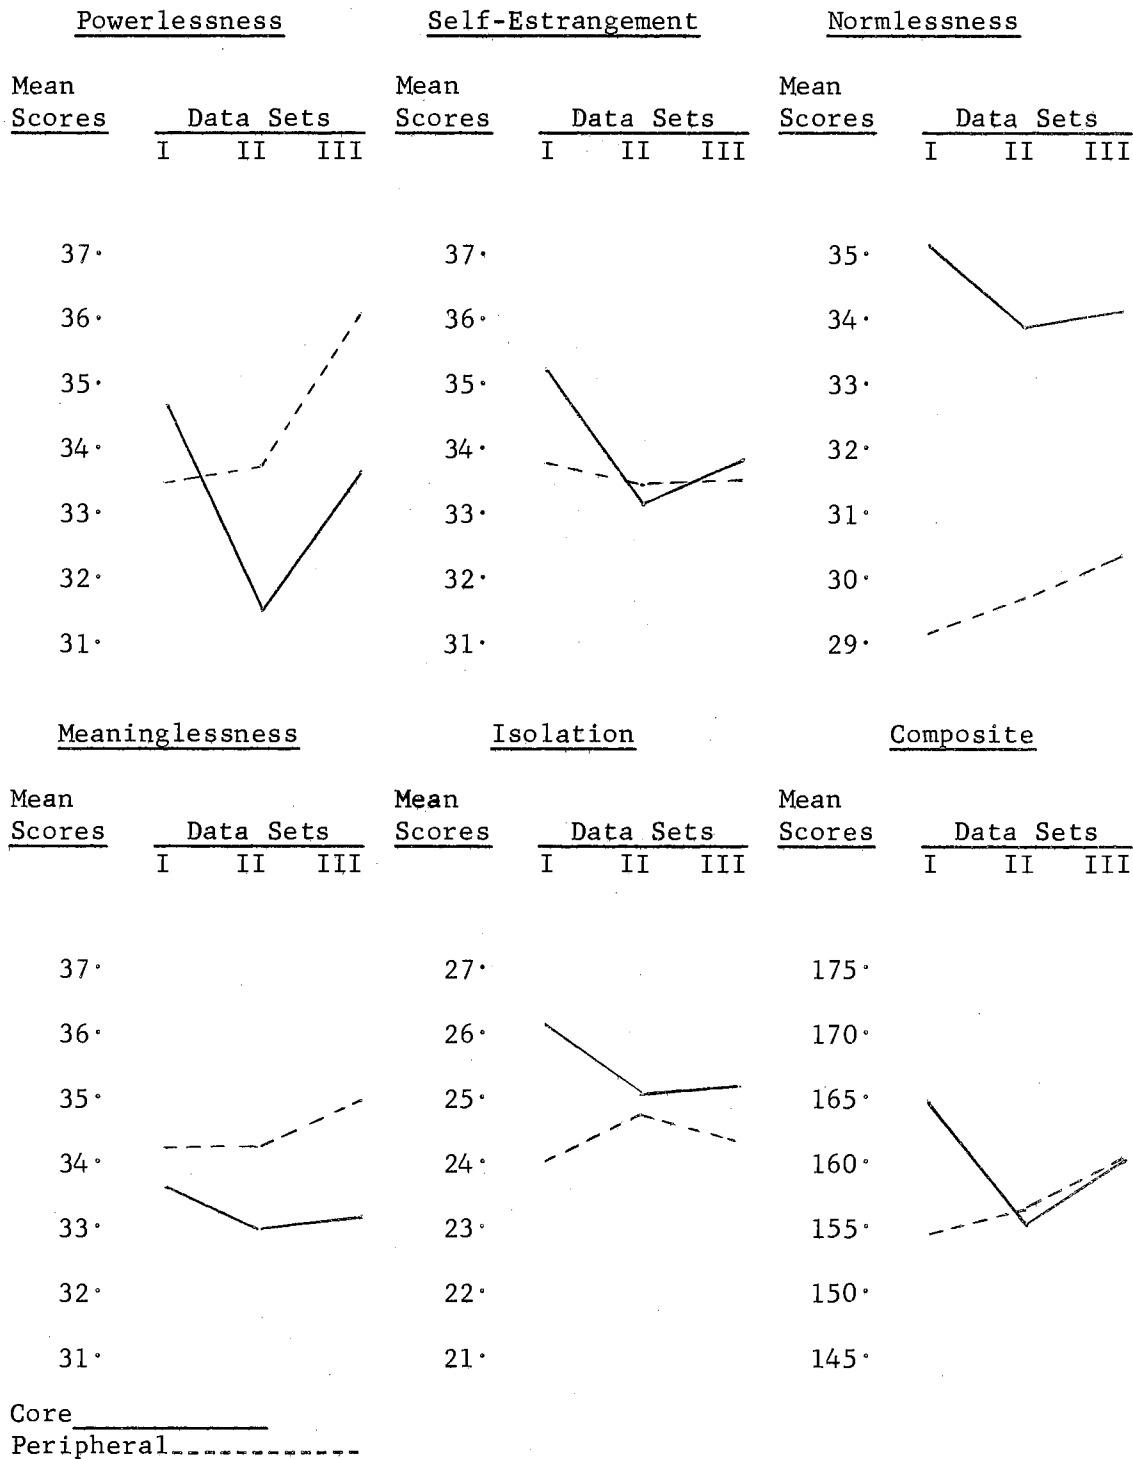 Powerlessness Self-Estrangement Normlessness
Mean Mean Mean
Scores Data Sets Scores Data Sets Scores Data Sets
I II III I II III I II III
37 37 35
36 36 34
35 35 33
34 34 32
33 33 31
32 32 30
31 31 29
Meaninglessness Isolation Composite
Mean Mean Mean
Scores Data Sets Scores Data Sets Scores Data Sets
I II III I II III I II III
37 27 175
36 26 170
35 25 165
34 24 160
33 23 155
32 22 150
31 21 145
Core
Peripheral